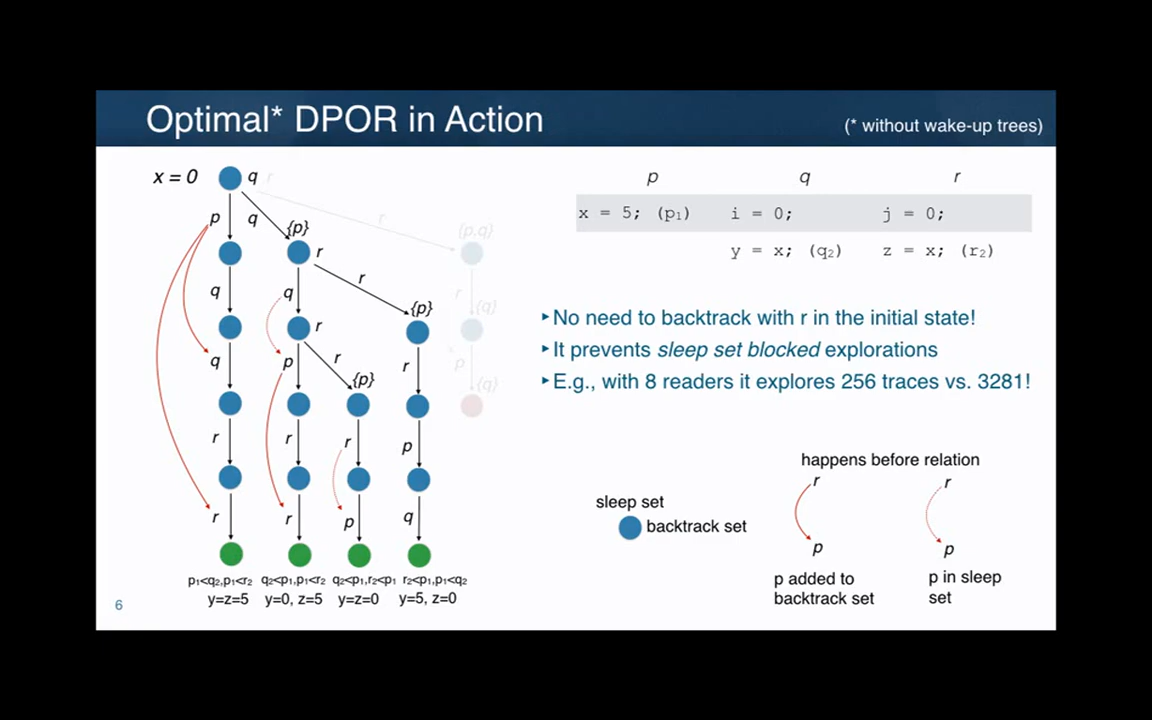 Optimal* DPOR in Action
(* without wake-up trees)
x = 0
q r
p q r
p q r
x = 5; (p₁) i = 0; j = 0;
y = x; (q₂) z = x; (r₂)
{p} {p,q}
r
r
q q r {p} r {q}
r
▸No need to backtrack with r in the initial state!
▸It prevents sleep set blocked explorations
▸E.g., with 8 readers it explores 256 traces vs. 3281!
q p r r p
{p} {q}
r r r p
r r p q
p₁<q₂,p₁<r₂ q₂<p₁,p₁<r₂ q₂<p₁,r₂<p₁ r₂<p₁,p₁<q₂
y=z=5 y=0, z=5 y=z=0 y=5, z=0
sleep set
backtrack set
happens before relation
r r
p p
p added to
backtrack set
p in sleep
set
6